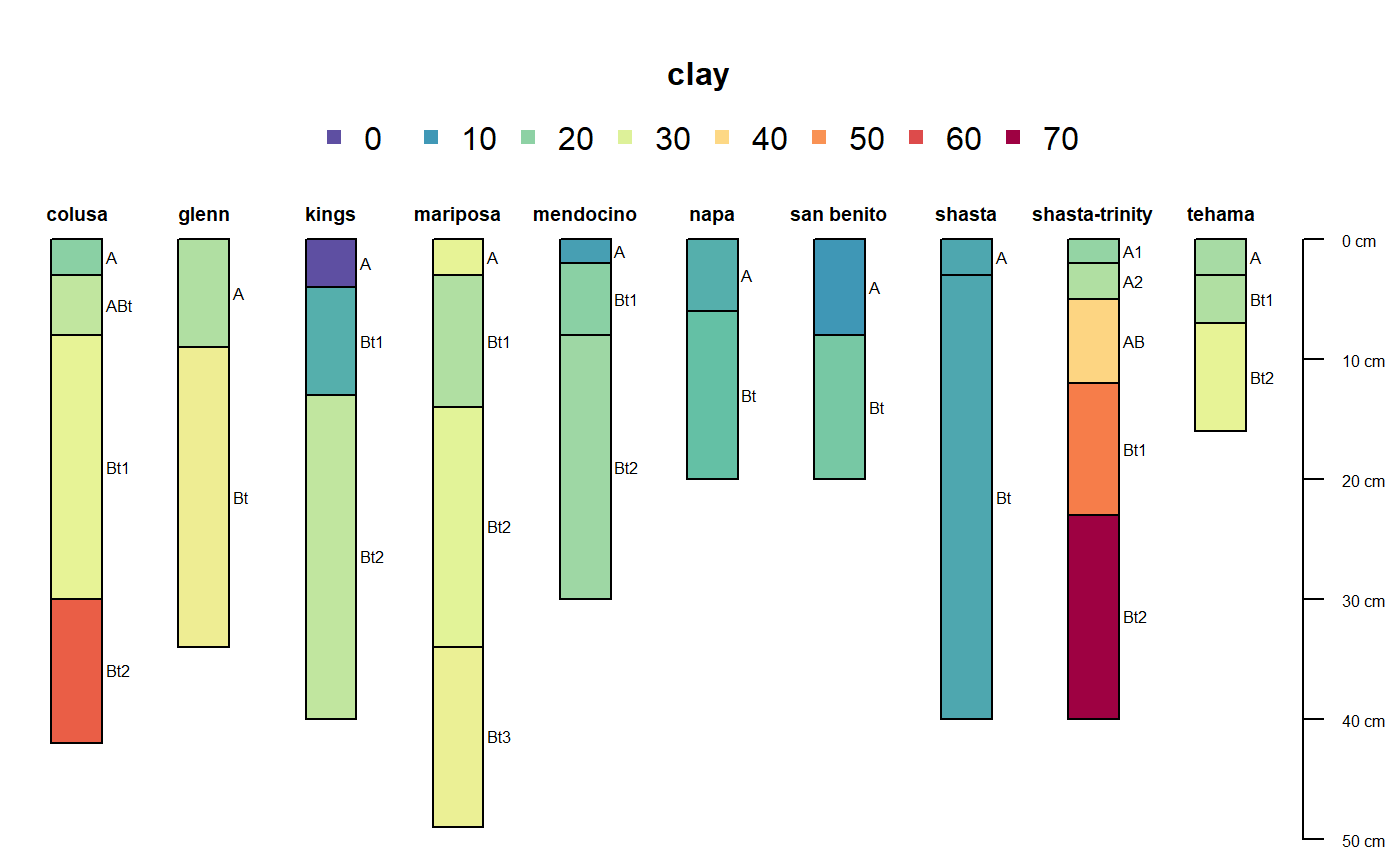 clay
0 10 20 30 40 50 60 70
colusa glenn kings mariposa mendocino napa san benito shasta shasta-trinity tehama
0 cm
A A A1 A A A
A A A2
A A
ABt Bt1 A Bt1
Bt1 Bt1 AB
10 cm
Bt2
Bt
Bt Bt1
Bt1 Bt2
20 cm
Bt Bt
Bt2
Bt2
30 cm
Bt2
Bt2
40 cm
Bt3
50 cm